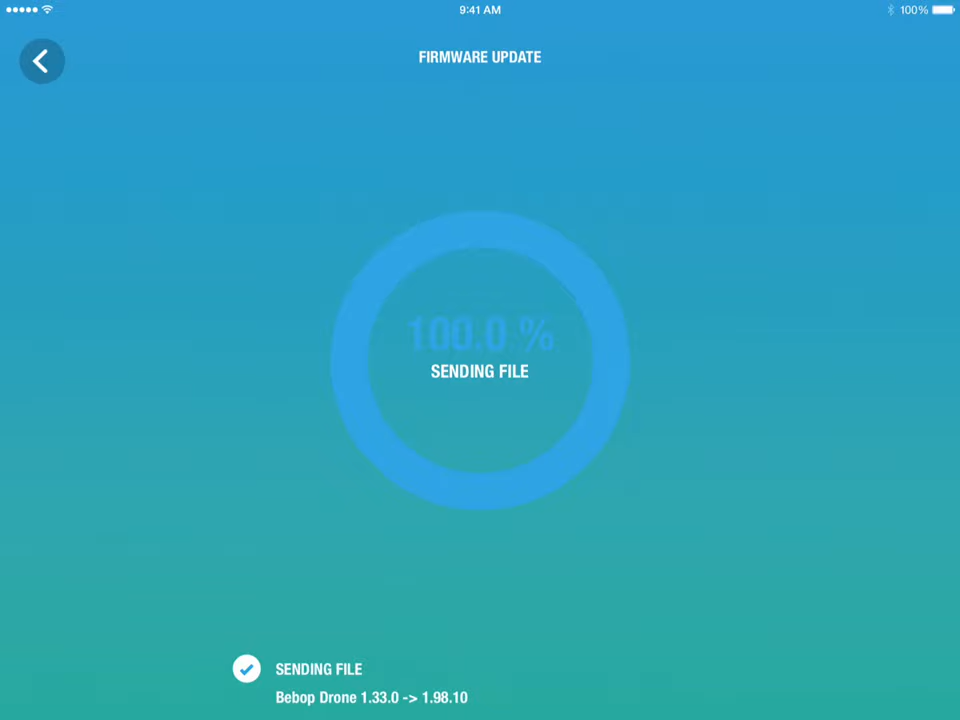 9:41 AM
100%
FIRMWARE UPDATE
100.0 %
SENDING FILE
SENDING FILE
Bebop Drone 1.33.0 -> 1.98.10